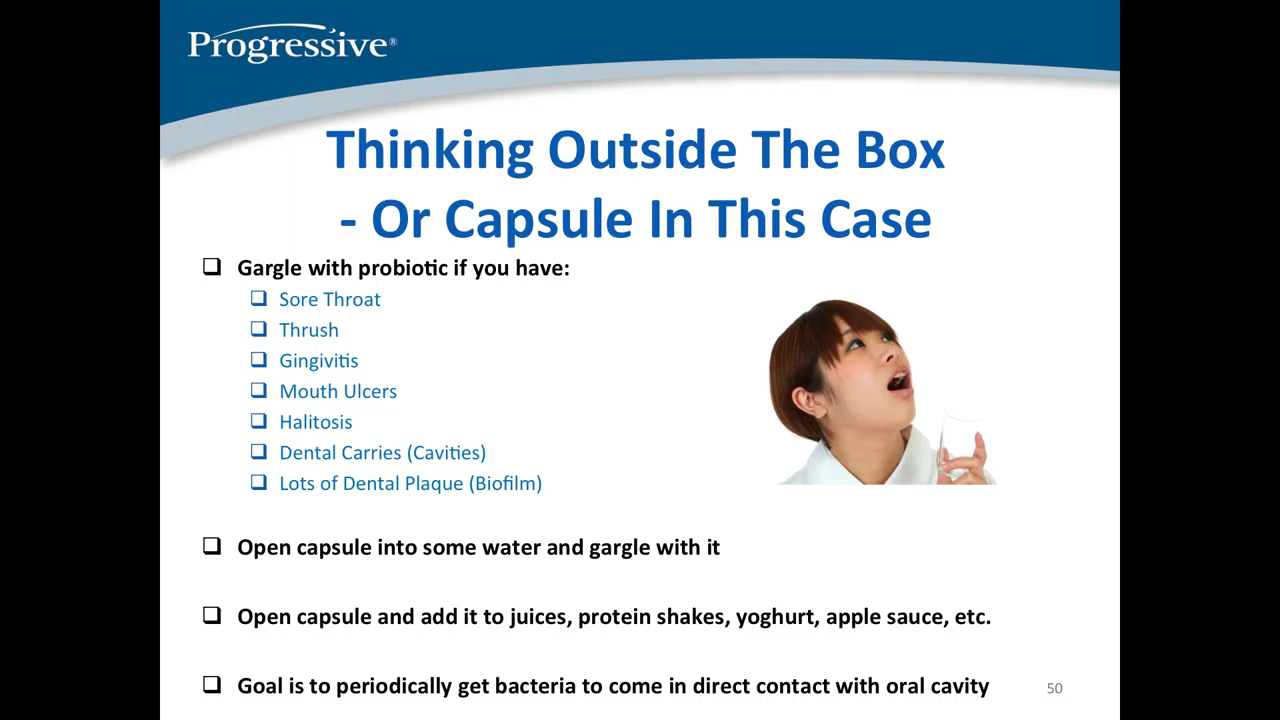 Progressive®
Thinking Outside The Box
- Or Capsule In This Case
Gargle with probiotic if you have:
Sore Throat
Thrush
Gingivitis
Mouth Ulcers
Halitosis
Dental Carries (Cavities)
Lots of Dental Plaque (Biofilm)
Open capsule into some water and gargle with it
Open capsule and add it to juices, protein shakes, yoghurt, apple sauce, etc.
Goal is to periodically get bacteria to come in direct contact with oral cavity
50